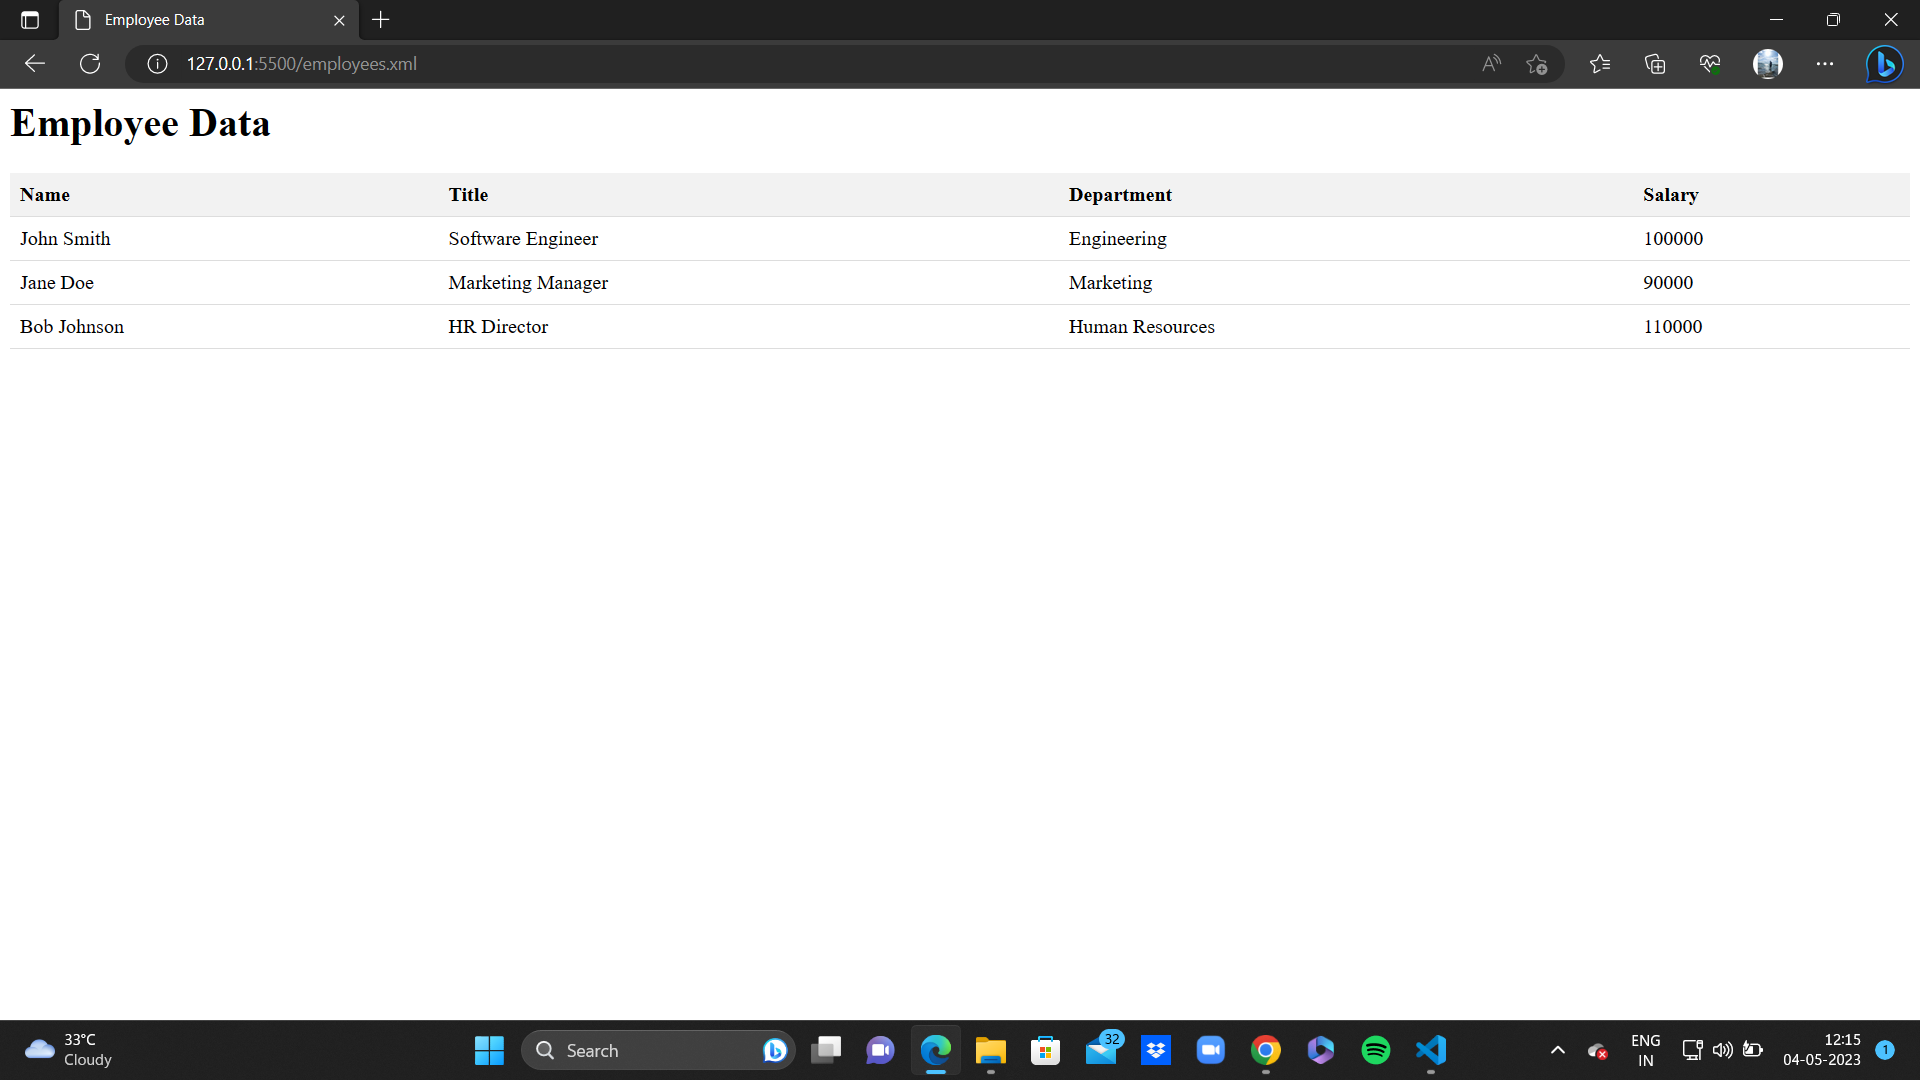 Employee Data
127.0.0.1:5500/employees.xml
Employee Data
Name Title Department Salary
John Smith Software Engineer Engineering 100000
Jane Doe Marketing Manager Marketing 90000
Bob Johnson HR Director Human Resources 110000
33°C
Cloudy
Search
32
ENG
IN
12:15
04-05-2023
1